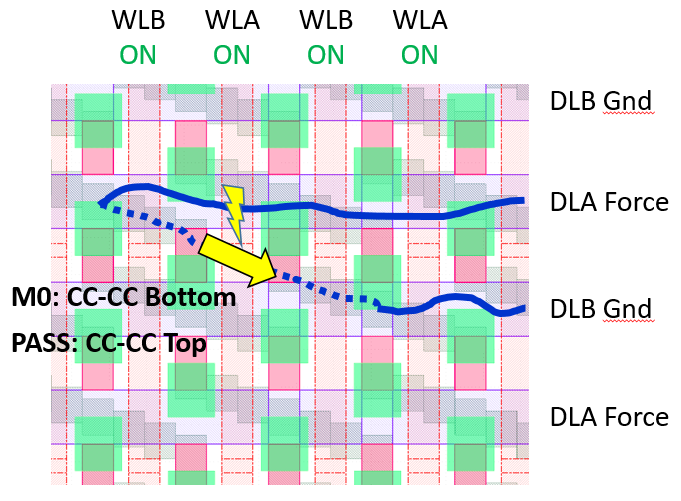 WLB WLA WLB WLA
ON ON ON ON
DLB Gnd
DLA Force
M0: CC-CC Bottom
DLB Gnd
PASS: CC-CC Top
DLA Force